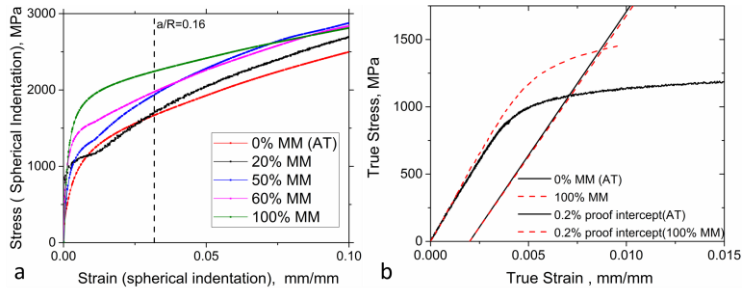 Stress ( Spherical Indentation), MPa
3000
2000
1000
0
a/R=0.16
0% MM (AT)
20% MM
50% MM
60% MM
100% MM
0.00
0.05
0.10
Strain (spherical indentation), mm/mm
a
True Stress, MPa
1500
1000
500
0
0% MM (AT)
100% MM
0.2% proof intercept(AT)
0.2% proof intercept(100% MM)
0.000
0.005
0.010
0.015
True Strain , mm/mm
b